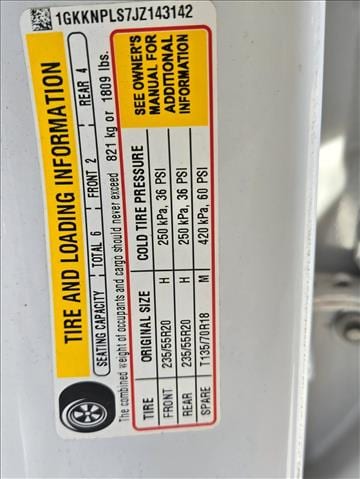 1GKKNPLS7JZ143142
TIRE AND LOADING INFORMATION
SEATING CAPACITY | TOTAL 6 | FRONT 2 | REAR 4
The combined weight of occupants and cargo should never exceed 821 kg or 1809 lbs.
TIRE ORIGINAL SIZE COLD TIRE PRESSURE
FRONT 235/55R20 H 250 kPa, 36 PSI
REAR 235/55R20 H 250 kPa, 36 PSI
SPARE T135/70R18 M 420 kPa, 60 PSI
SEE OWNER'S
MANUAL FOR
ADDITIONAL
INFORMATION